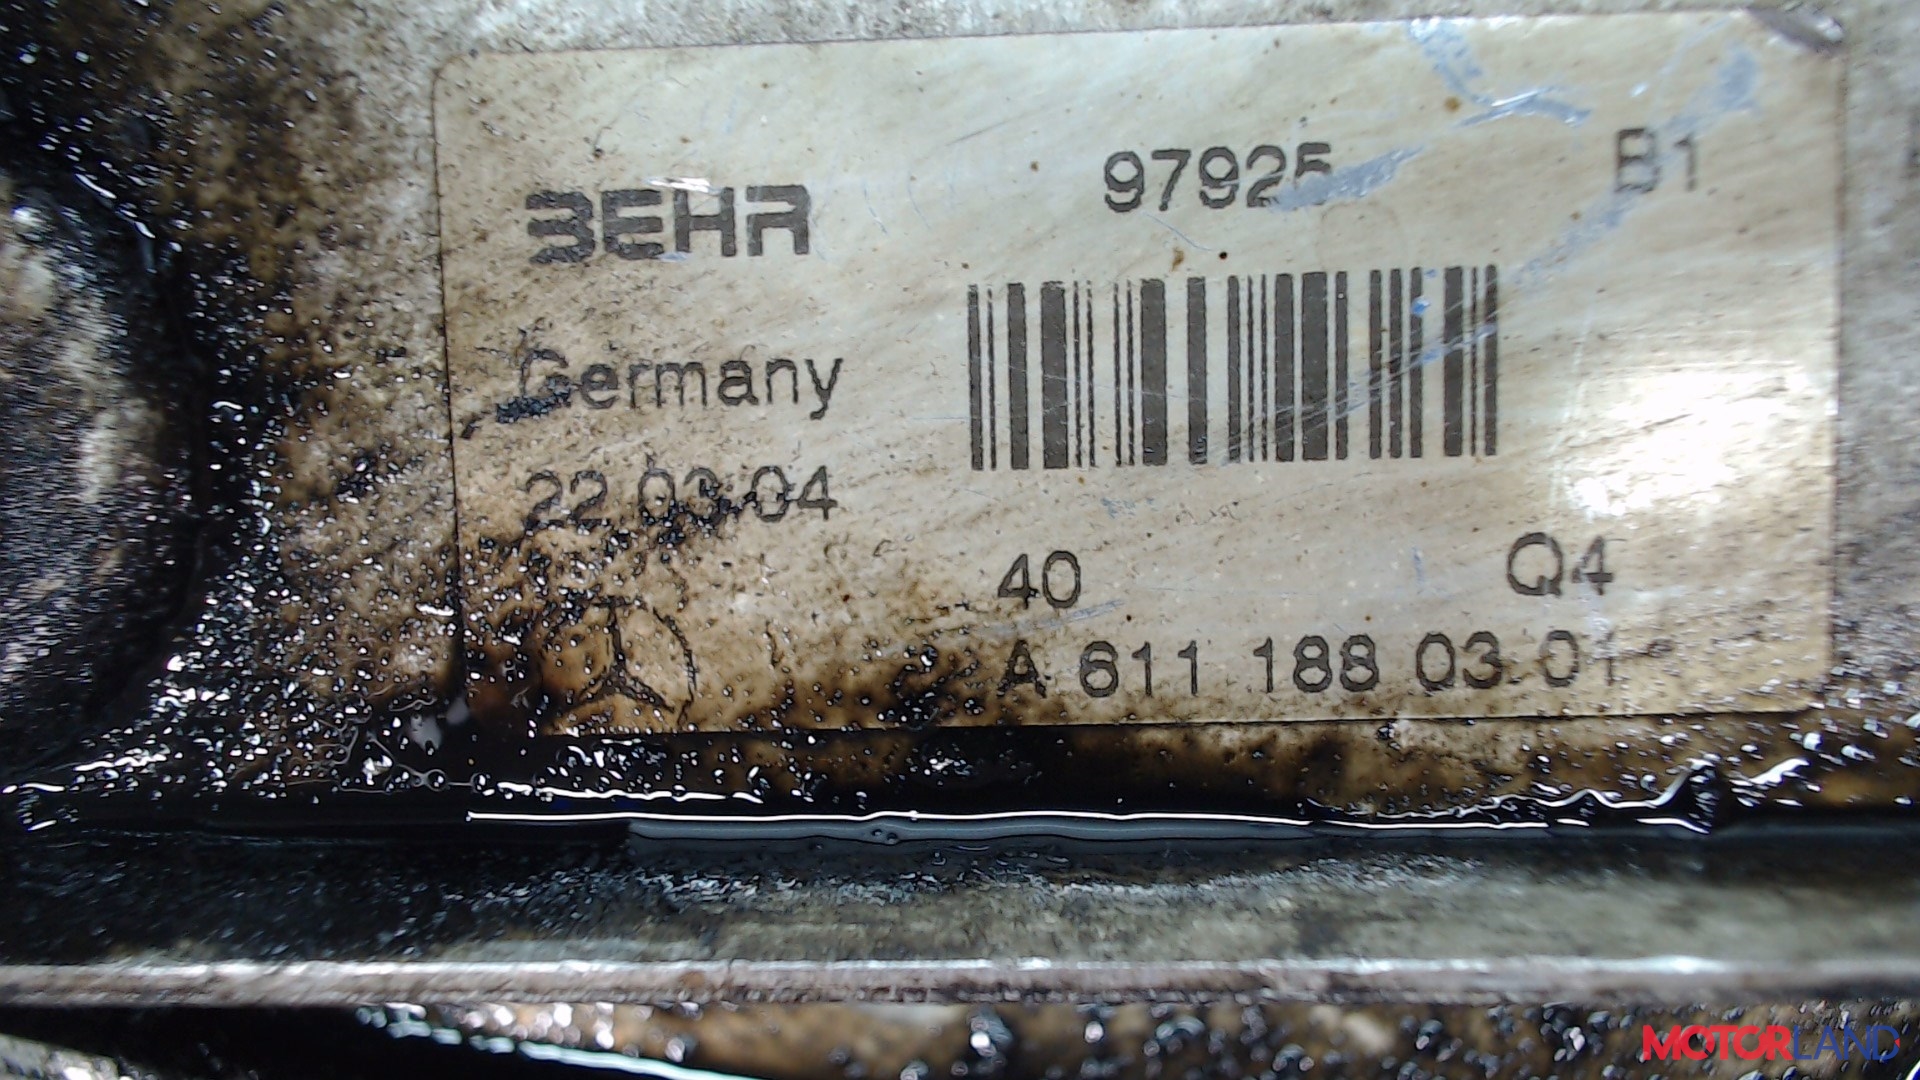 BEHR
97925 B1
Germany
22.03.04
40 Q4
A 611 188 03 01
MOTORLAND